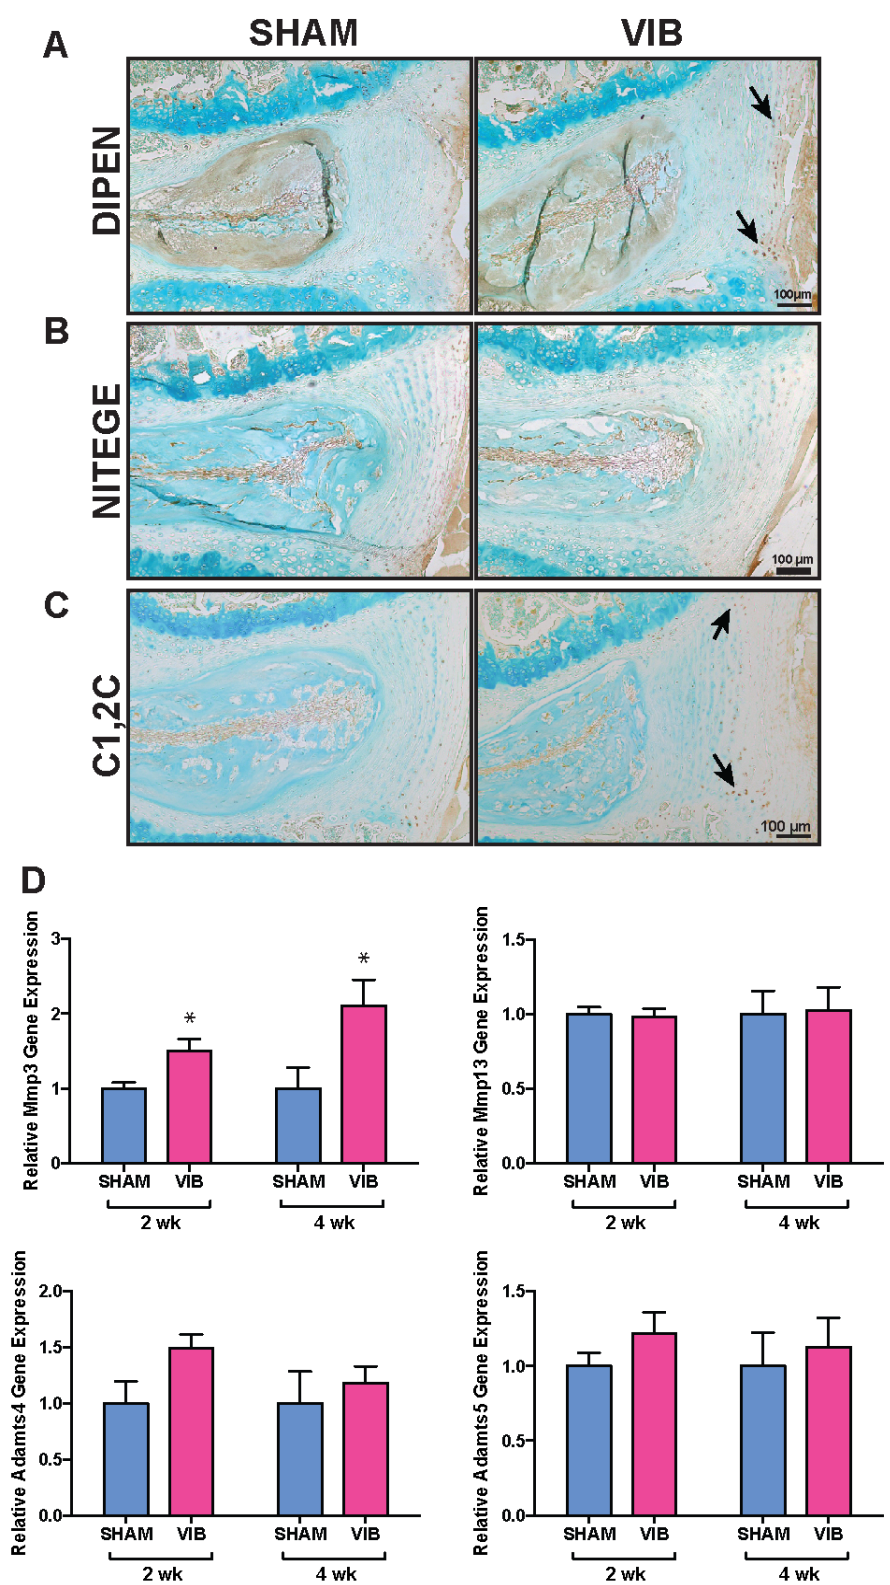 A
SHAM
VIB
DIPEN
100μm
B
NITEGE
100 μm
C
C1,2C
100 μm
D
Relative Mmp3 Gene Expression
3
2
1
0
*
*
SHAM
VIB
SHAM
VIB
2 wk
4 wk
Relative Mmp13 Gene Expression
1.5
1.0
0.5
0.0
SHAM
VIB
SHAM
VIB
2 wk
4 wk
Relative Adamts4 Gene Expression
2.0
1.5
1.0
0.5
0.0
SHAM
VIB
SHAM
VIB
2 wk
4 wk
Relative Adamts5 Gene Expression
1.5
1.0
0.5
0.0
SHAM
VIB
SHAM
VIB
2 wk
4 wk